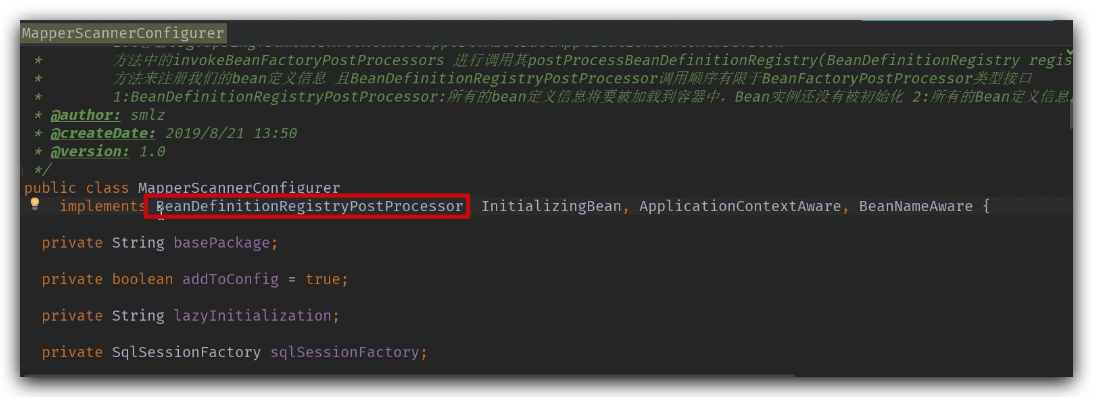 MapperScannerConfigurer
* 方法中的invokeBeanFactoryPostProcessors 进行调用其postProcessBeanDefinitionRegistry(BeanDefinitionRegistry regis
* 方法来注册我们的bean定义信息 且BeanDefinitionRegistryPostProcessor调用顺序有限于BeanFactoryPostProcessor类型接口
* 1:BeanDefinitionRegistryPostProcessor:所有的bean定义信息将要被加载到容器中，Bean实例还没有被初始化 2:所有的Bean定义信息
* @author: smlz
* @createDate: 2019/8/21 13:50
* @version: 1.0
*/
public class MapperScannerConfigurer
implements BeanDefinitionRegistryPostProcessor InitializingBean, ApplicationContextAware, BeanNameAware {
private String basePackage;
private boolean addToConfig = true;
private String lazyInitialization;
private SqlSessionFactory sqlSessionFactory;